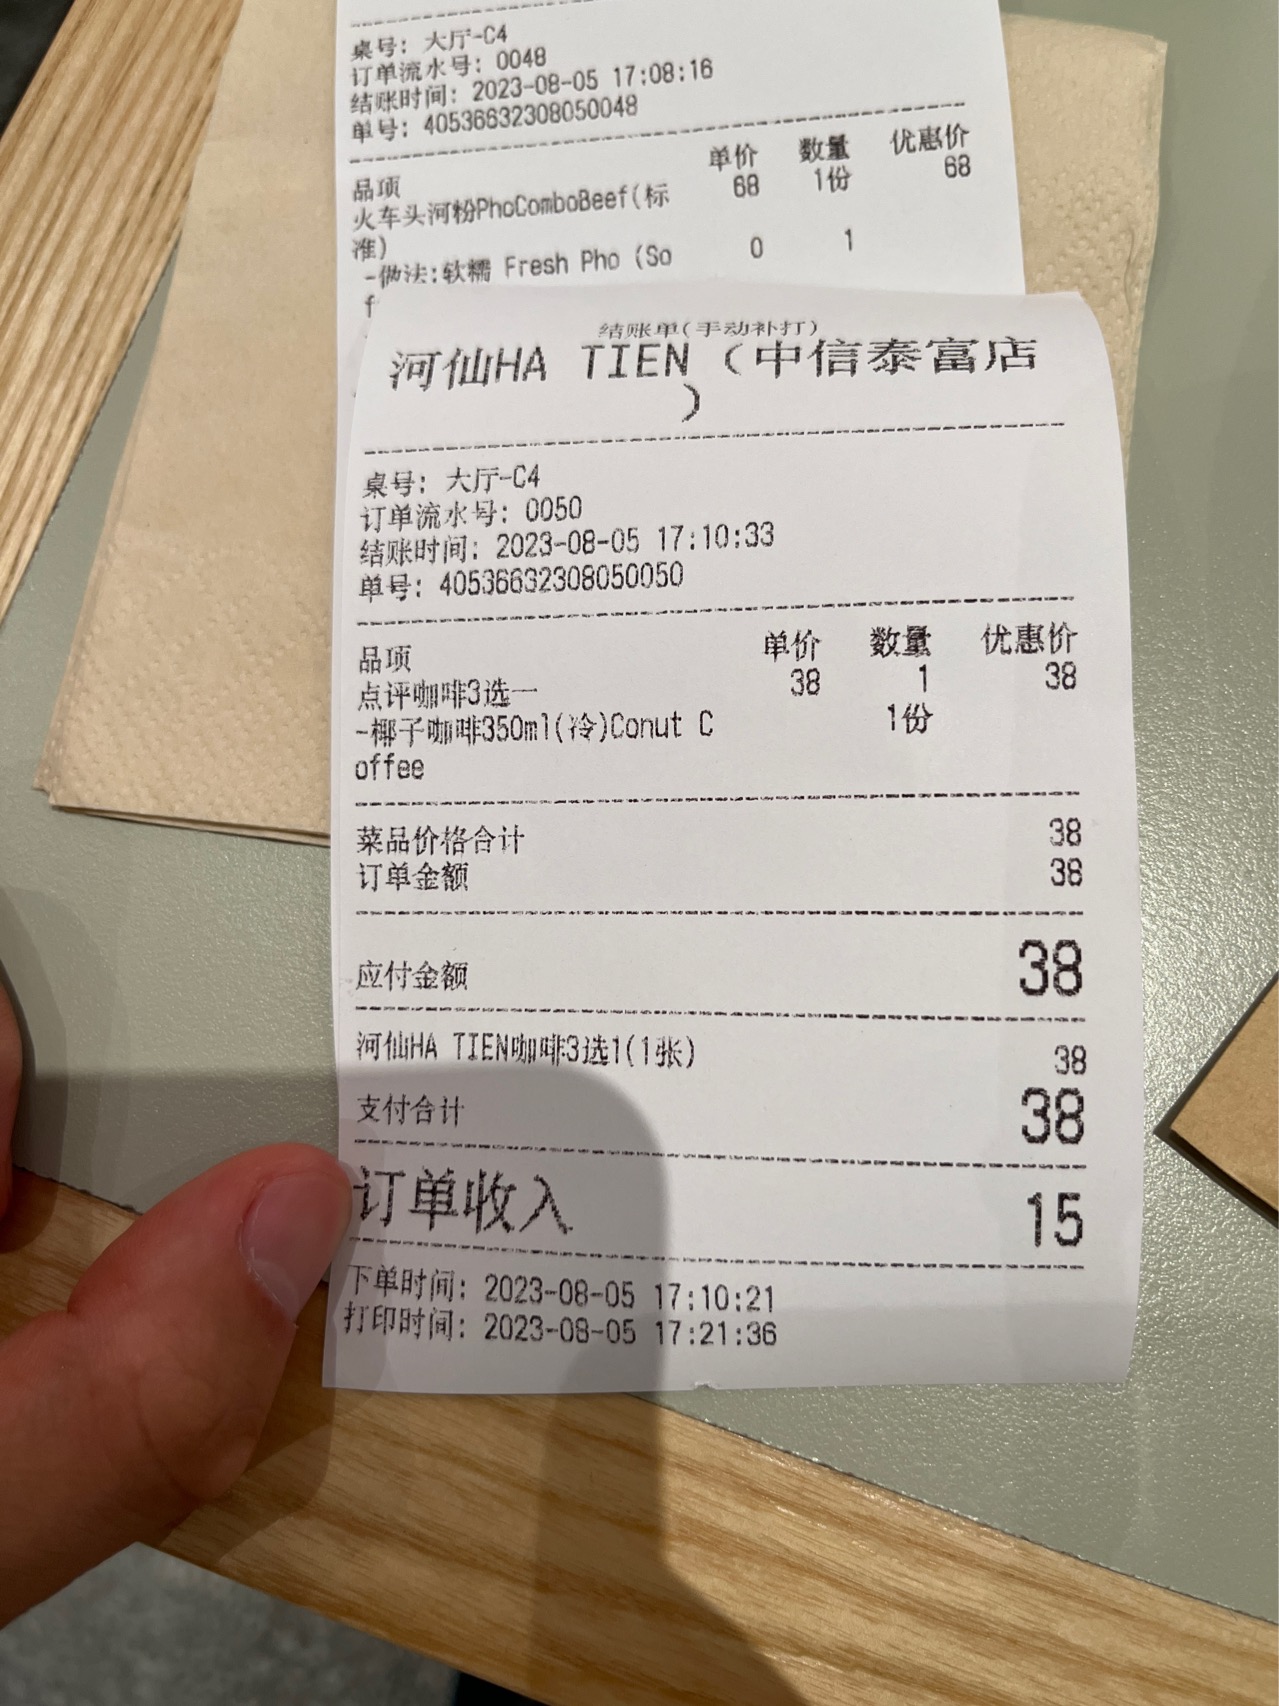 桌号: 大厅-C4
订单流水号: 0048
结账时间: 2023-08-05 17:08:16
单号: 40536632308050048
品项 单价 数量 优惠价
火车头河粉PhoComboBeef(标 68 1份 68
准)
-做法:软糯 Fresh Pho (So 0 1
f
结账单(手动补打)
河仙HA TIEN (中信泰富店
)
桌号: 大厅-C4
订单流水号: 0050
结账时间: 2023-08-05 17:10:33
单号: 40536632308050050
品项 单价 数量 优惠价
点评咖啡3选一 38 1 38
-椰子咖啡350ml(冷)Conut C 1份
offee
菜品价格合计 38
订单金额 38
应付金额 38
河仙HA TIEN咖啡3选1(1张) 38
支付合计 38
订单收入 15
下单时间: 2023-08-05 17:10:21
打印时间: 2023-08-05 17:21:36